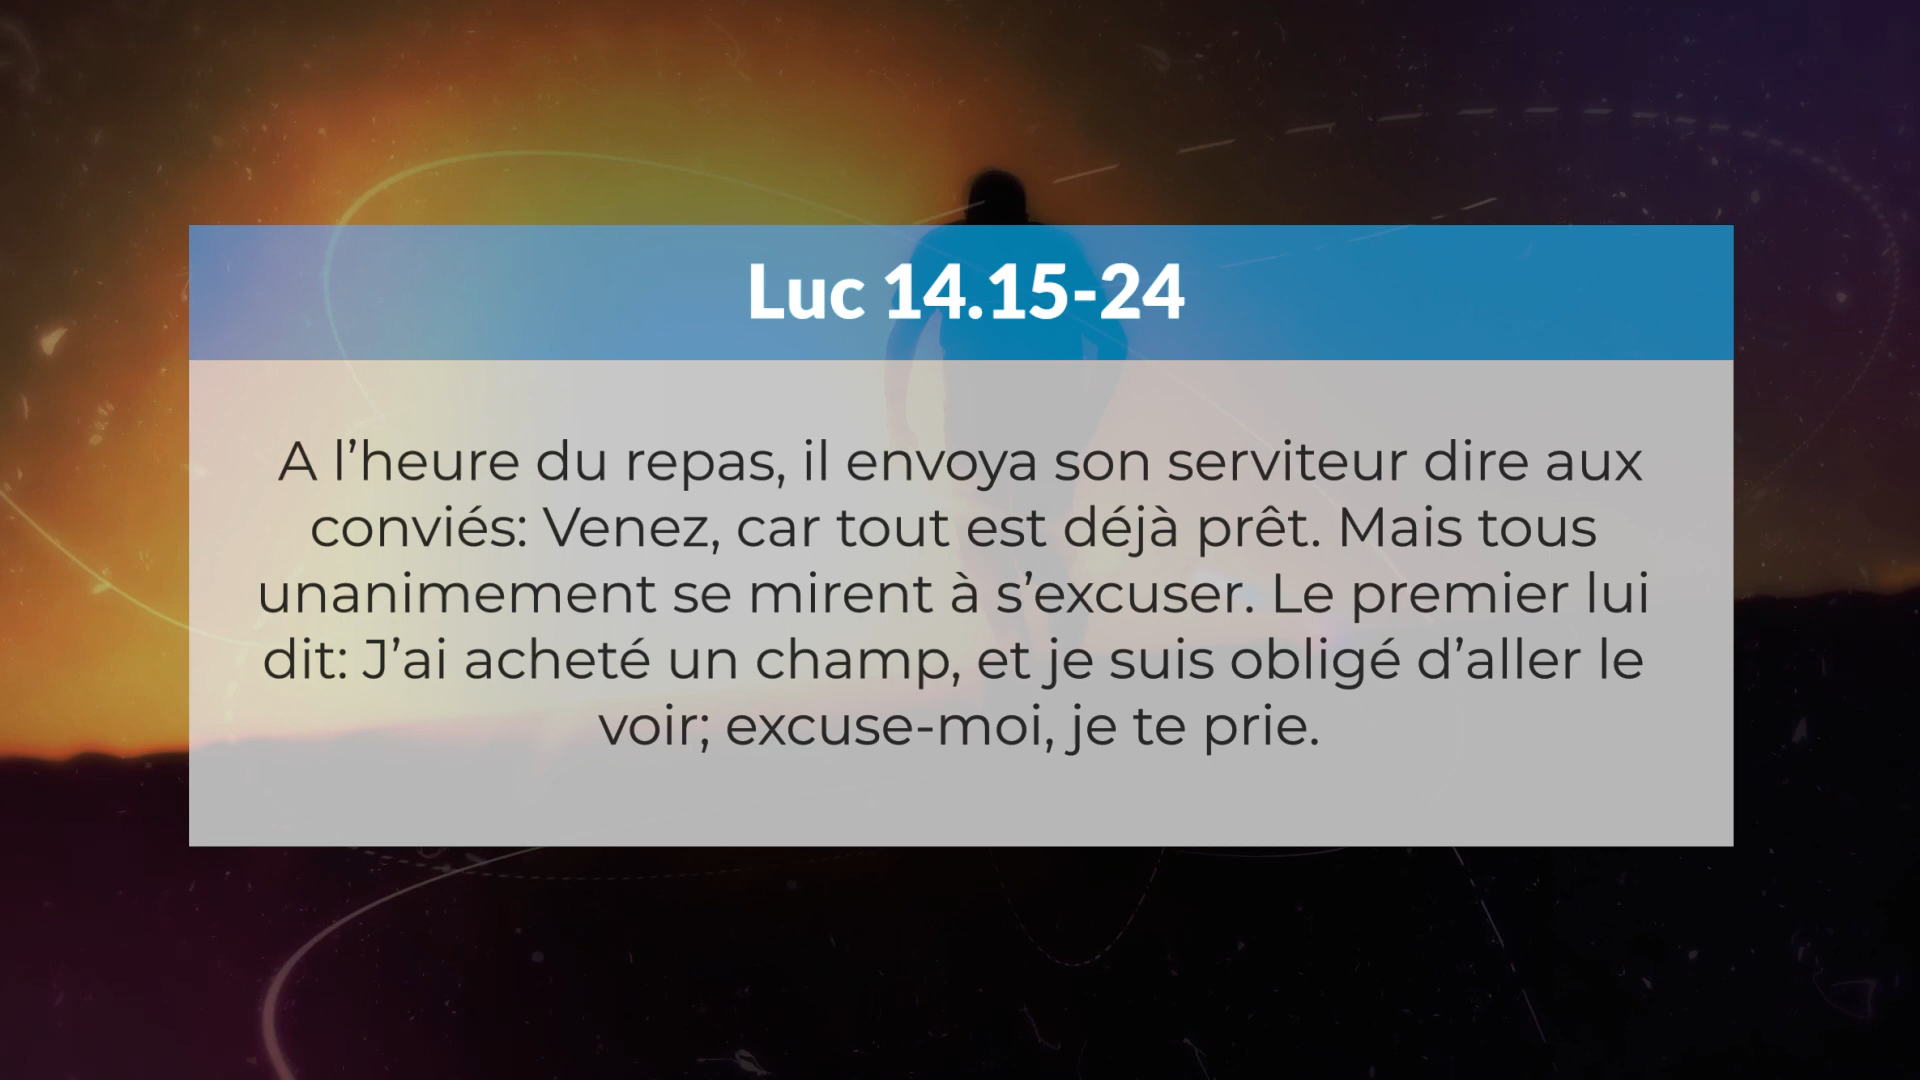 Luc 14.15-24
A l’heure du repas, il envoya son serviteur dire aux
conviés: Venez, car tout est déjà prêt. Mais tous
unanimement se mirent à s’excuser. Le premier lui
dit: J’ai acheté un champ, et je suis obligé d’aller le
voir; excuse-moi, je te prie.